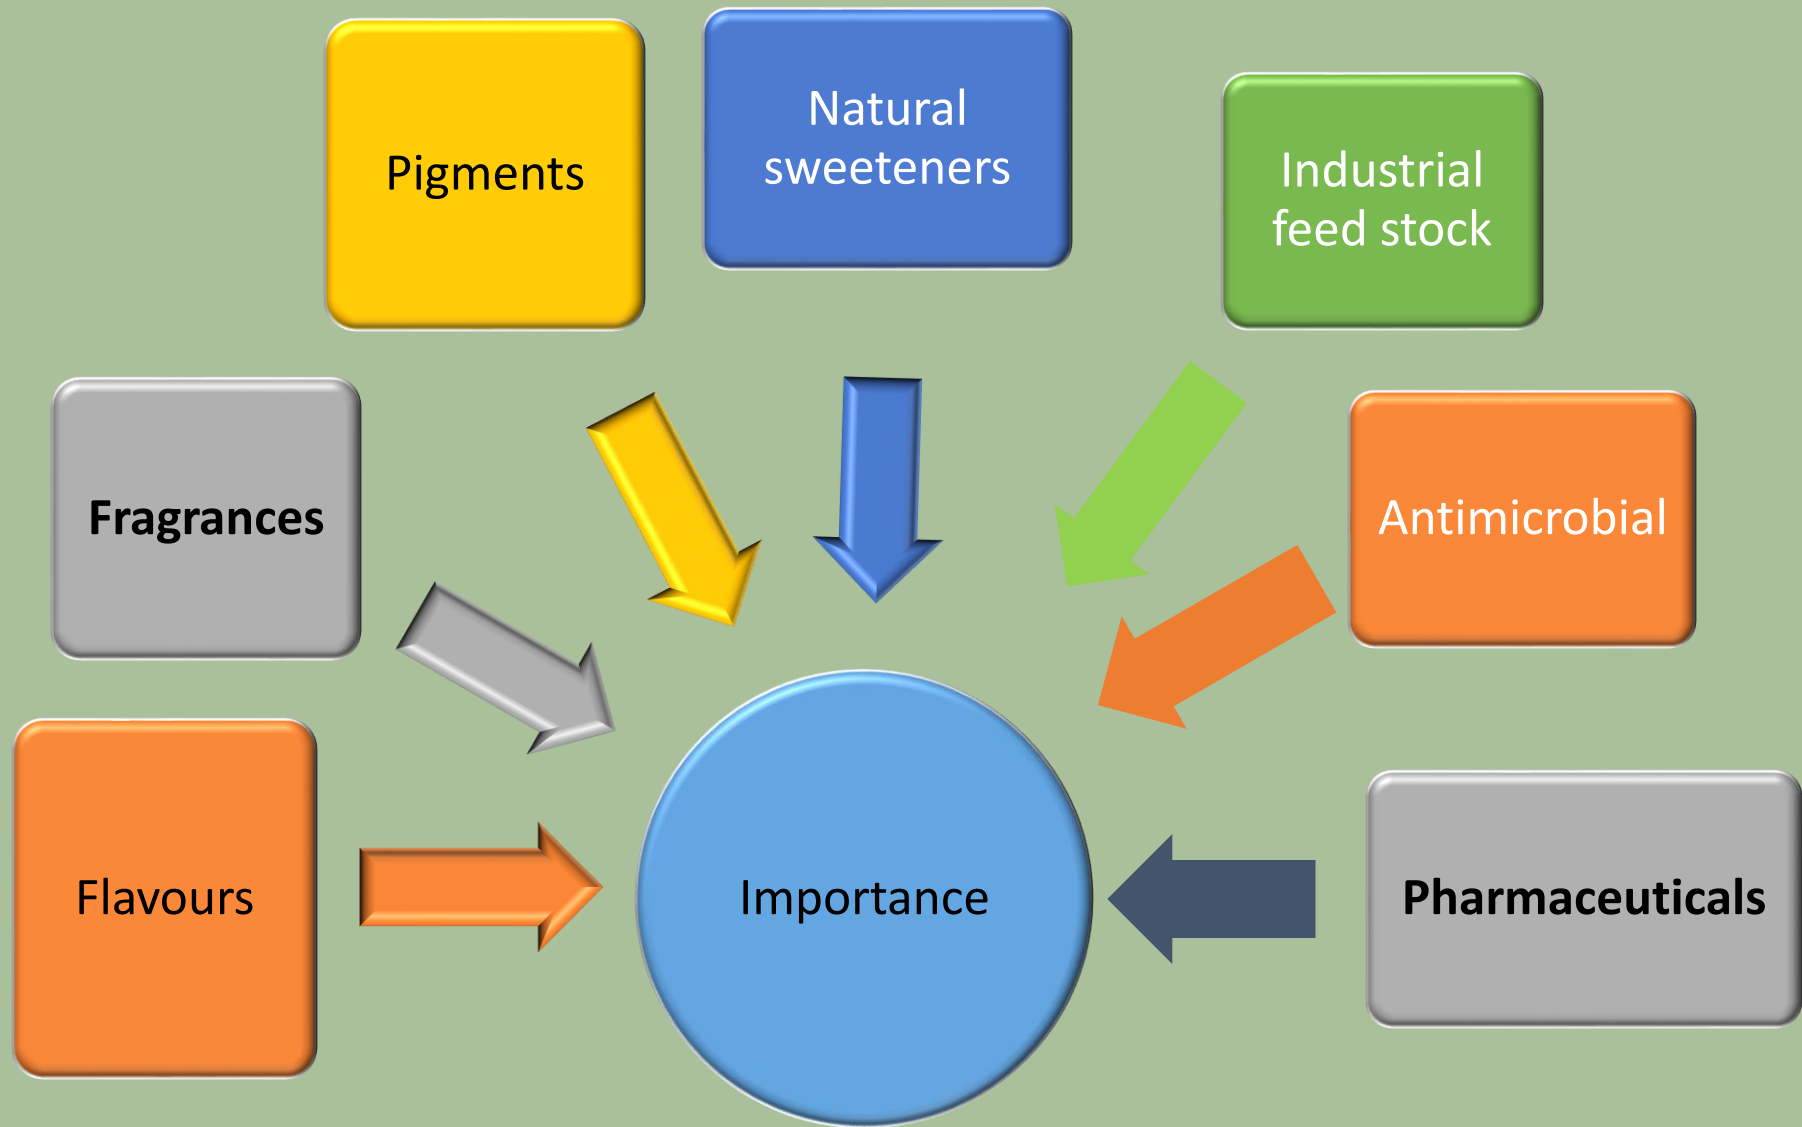 Pigments
Natural
sweeteners
Industrial
feed stock
Fragrances
Antimicrobial
Flavours
Importance
Pharmaceuticals